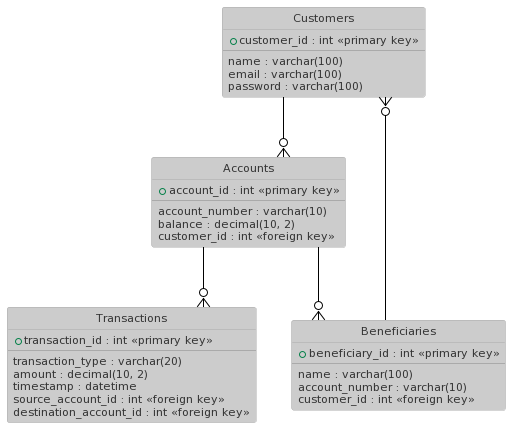 Customers
customer_id : int «primary key»
name : varchar(100)
email : varchar(100)
password : varchar(100)
Accounts
account_id : int «primary key»
account_number : varchar(10)
balance : decimal(10, 2)
customer_id : int «foreign key»
Transactions
transaction_id : int «primary key»
transaction_type : varchar(20)
amount : decimal(10, 2)
timestamp : datetime
source_account_id : int «foreign key»
destination_account_id : int «foreign key»
Beneficiaries
beneficiary_id : int «primary key»
name : varchar(100)
account_number : varchar(10)
customer_id : int «foreign key»